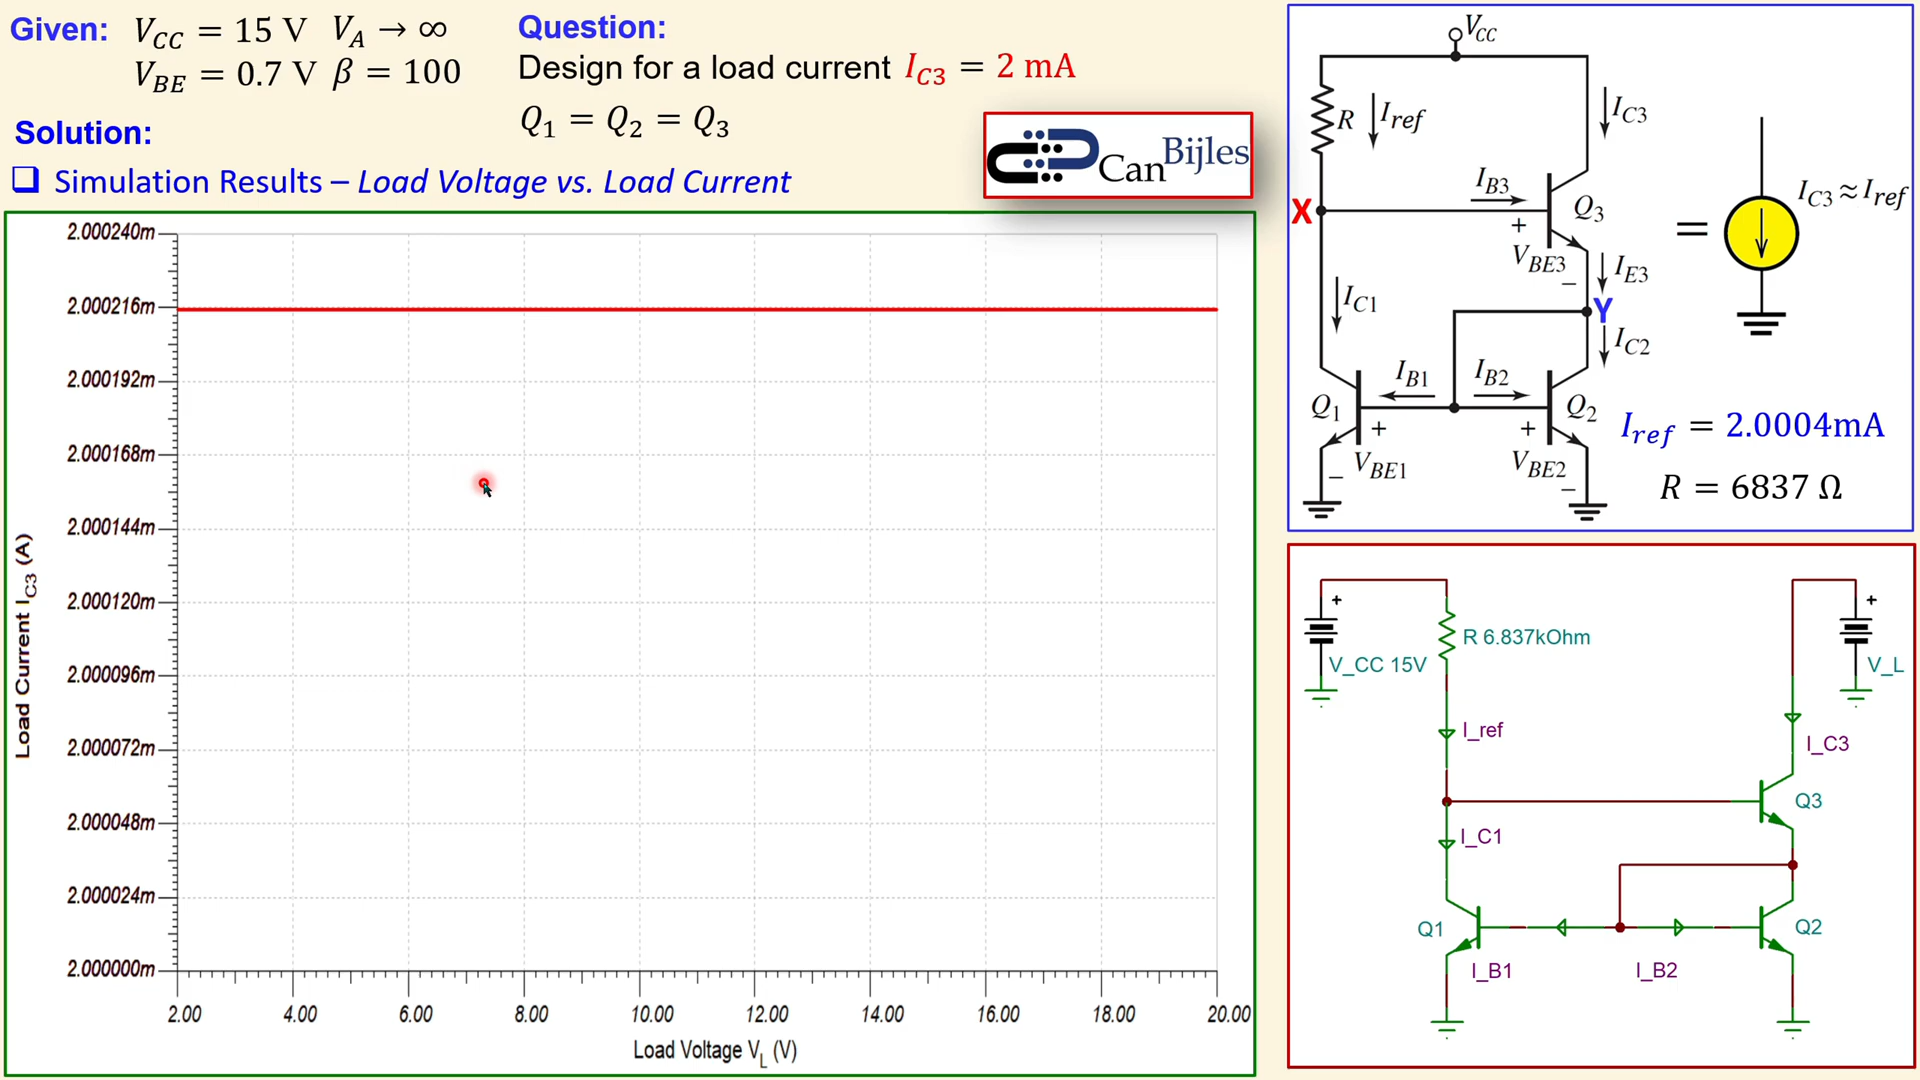 Given: V_CC = 15 V V_A → ∞
V_BE = 0.7 V β = 100
Question:
Design for a load current I_C3 = 2 mA
Q1 = Q2 = Q3
Solution:
❑ Simulation Results – Load Voltage vs. Load Current
Can Bijles
2.000240m
2.000216m
2.000192m
2.000168m
2.000144m
2.000120m
2.000096m
2.000072m
2.000048m
2.000024m
2.000000m
Load Current I_C3 (A)
2.00 4.00 6.00 8.00 10.00 12.00 14.00 16.00 18.00 20.00
Load Voltage V_L (V)
V_CC
R I_ref I_C3
I_B3
X Q3
+
V_BE3 I_E3
–
Y
I_C1 I_C2
I_B1 I_B2
Q1 Q2
+ +
V_BE1 V_BE2
– –
=
I_C3 ≈ I_ref
I_ref = 2.0004mA
R = 6837 Ω
+ +
R 6.837kOhm
V_CC 15V V_L
I_ref
I_C3
Q3
I_C1
Q1 Q2
I_B1 I_B2